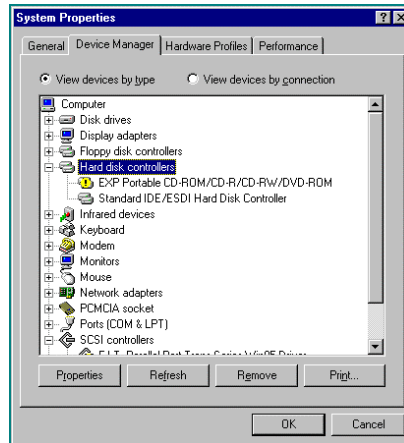 System Properties
General Device Manager Hardware Profiles Performance
View devices by type View devices by connection
Computer
Disk drives
Display adapters
Floppy disk controllers
Hard disk controllers
EXP Portable CD-ROM/CD-R/CD-RW/DVD-ROM
Standard IDE/ESDI Hard Disk Controller
Infrared devices
Keyboard
Modem
Monitors
Mouse
Network adapters
PCMCIA socket
Ports (COM & LPT)
SCSI controllers
Properties Refresh Remove Print...
OK Cancel